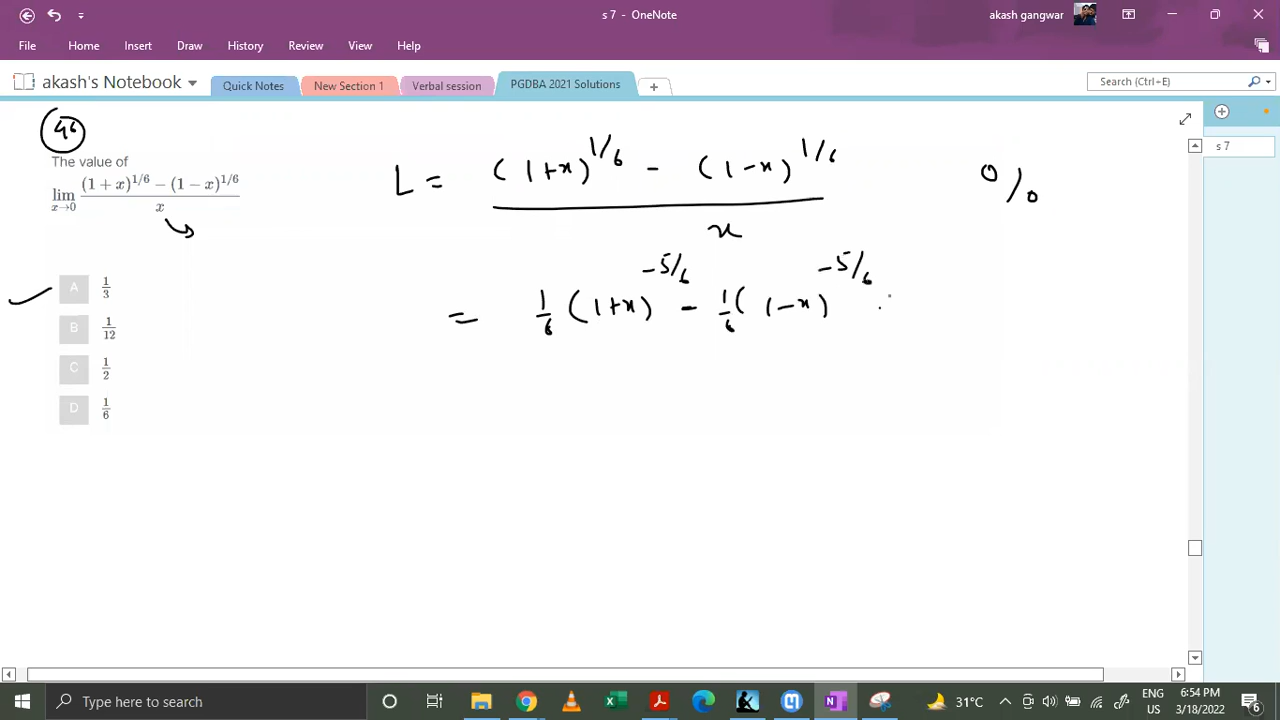 s 7 - OneNote
akash gangwar
File Home Insert Draw History Review View Help
akash's Notebook Quick Notes New Section 1 Verbal session PGDBA 2021 Solutions + Search (Ctrl+E)
s 7
46
The value of
lim x→0 ((1 + x)^1/6 − (1 − x)^1/6)/x
A 1/3
B 1/12
C 1/2
D 1/6
L = ((1+x)^1/6 - (1-x)^1/6)/x 0/0
= 1/6 (1+x)^-5/6 - 1/6 (1-x)^-5/6
Type here to search
31°C
ENG
US
6:54 PM
3/18/2022
6